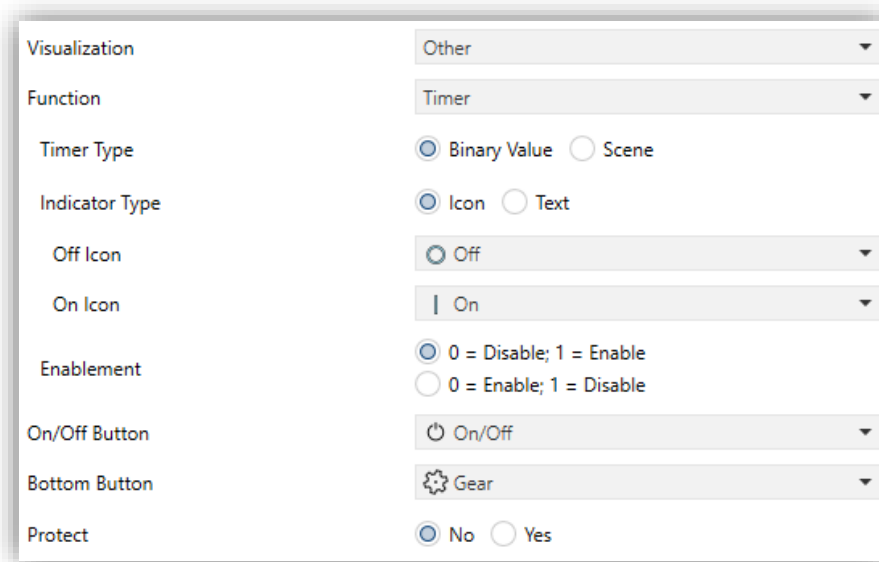 Visualization Other
Function Timer
Timer Type Binary Value Scene
Indicator Type Icon Text
Off Icon Off
On Icon On
Enablement 0 = Disable; 1 = Enable
0 = Enable; 1 = Disable
On/Off Button On/Off
Bottom Button Gear
Protect No Yes